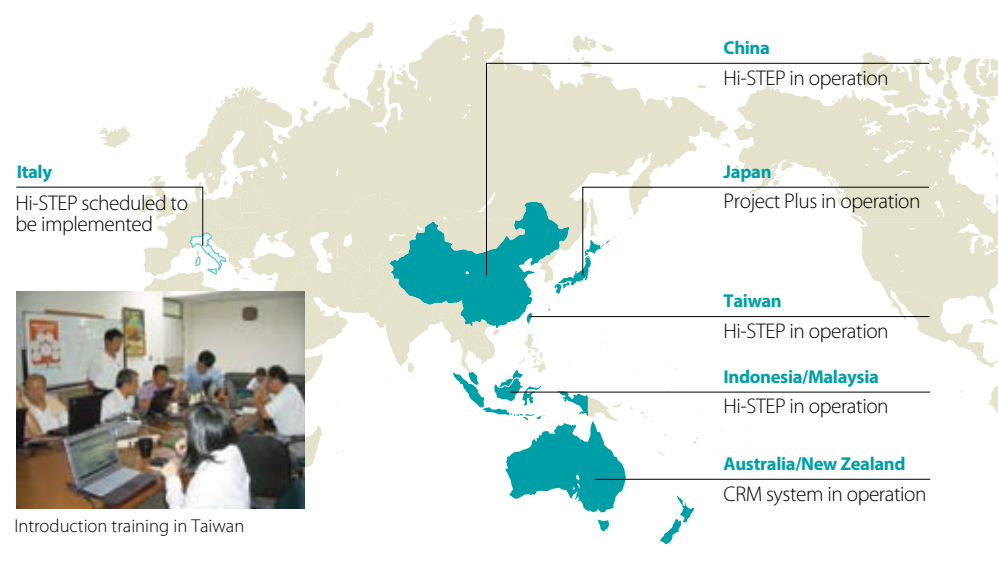 China
Hi-STEP in operation
Italy
Hi-STEP scheduled to
be implemented
Japan
Project Plus in operation
Taiwan
Hi-STEP in operation
Indonesia/Malaysia
Hi-STEP in operation
Australia/New Zealand
CRM system in operation
Introduction training in Taiwan